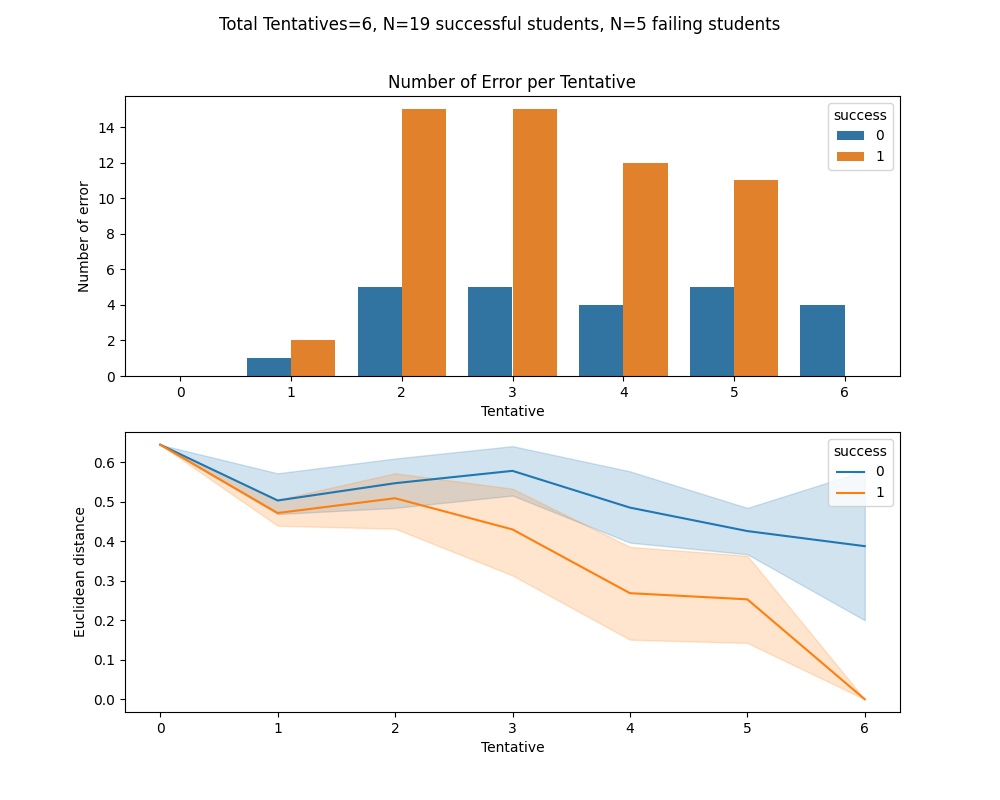 Total Tentatives=6, N=19 successful students, N=5 failing students
Number of Error per Tentative
success
0
1
14
12
10
8
6
4
2
0
Number of error
0 1 2 3 4 5 6
Tentative
success
0
1
0.6
0.5
0.4
0.3
0.2
0.1
0.0
Euclidean distance
0 1 2 3 4 5 6
Tentative